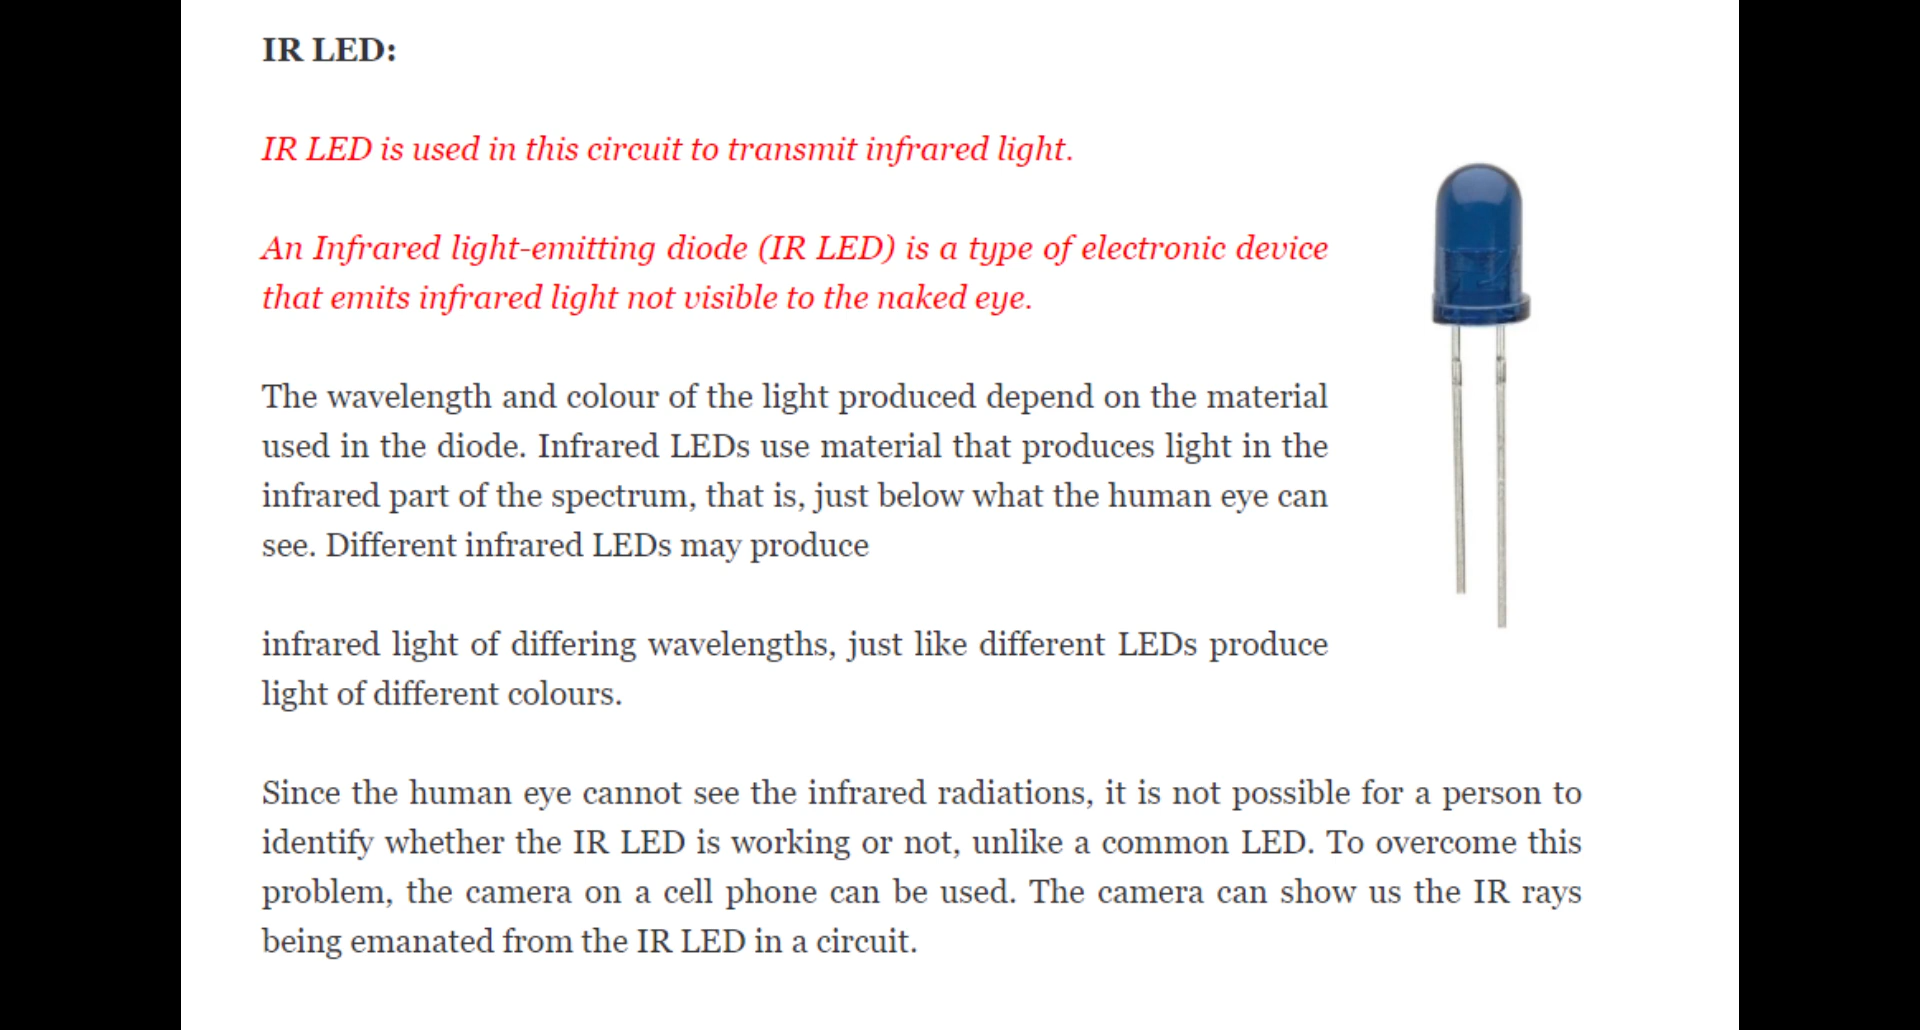 IR LED:
IR LED is used in this circuit to transmit infrared light.
An Infrared light-emitting diode (IR LED) is a type of electronic device
that emits infrared light not visible to the naked eye.
The wavelength and colour of the light produced depend on the material
used in the diode. Infrared LEDs use material that produces light in the
infrared part of the spectrum, that is, just below what the human eye can
see. Different infrared LEDs may produce
infrared light of differing wavelengths, just like different LEDs produce
light of different colours.
Since the human eye cannot see the infrared radiations, it is not possible for a person to
identify whether the IR LED is working or not, unlike a common LED. To overcome this
problem, the camera on a cell phone can be used. The camera can show us the IR rays
being emanated from the IR LED in a circuit.